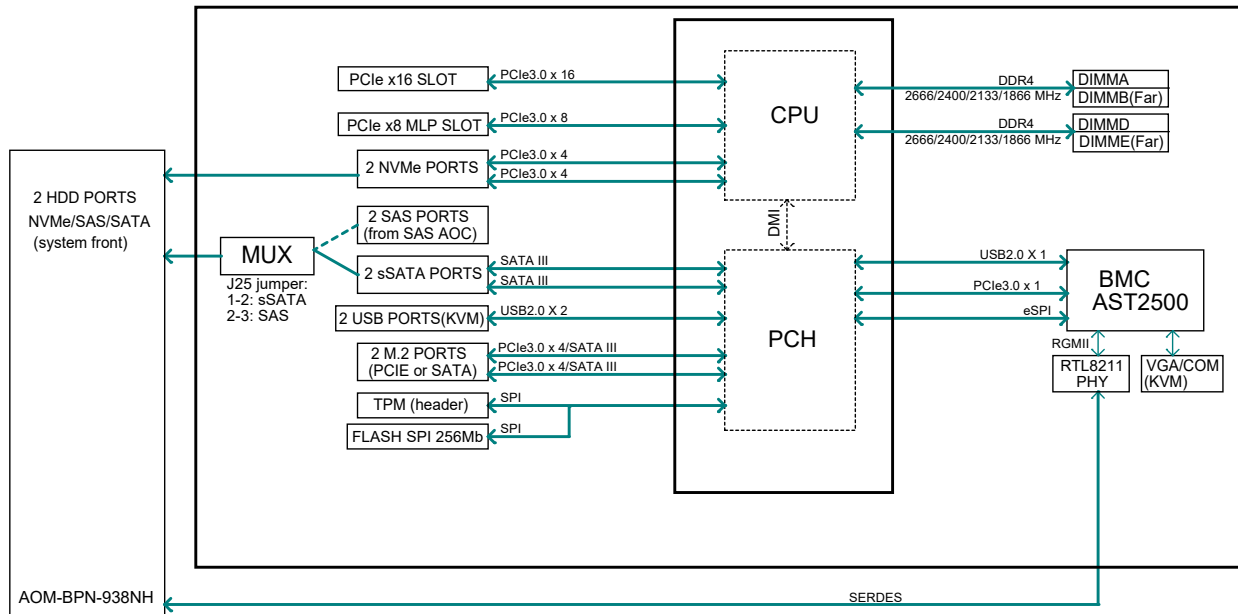 PCIe x16 SLOT
PCIe3.0 x 16
PCIe x8 MLP SLOT
PCIe3.0 x 8
2 NVMe PORTS
PCIe3.0 x 4
PCIe3.0 x 4
CPU
DDR4
2666/2400/2133/1866 MHz
DIMMA
DIMMB(Far)
DDR4
2666/2400/2133/1866 MHz
DIMMD
DIMME(Far)
2 HDD PORTS
NVMe/SAS/SATA
(system front)
2 SAS PORTS
(from SAS AOC)
MUX
J25 jumper:
1-2: sSATA
2-3: SAS
2 sSATA PORTS
SATA III
SATA III
DMI
2 USB PORTS(KVM)
USB2.0 X 2
2 M.2 PORTS
(PCIE or SATA)
PCIe3.0 x 4/SATA III
PCIe3.0 x 4/SATA III
PCH
TPM (header)
SPI
FLASH SPI 256Mb
SPI
USB2.0 X 1
PCIe3.0 x 1
eSPI
BMC
AST2500
RGMII
RTL8211
PHY
VGA/COM
(KVM)
AOM-BPN-938NH
SERDES